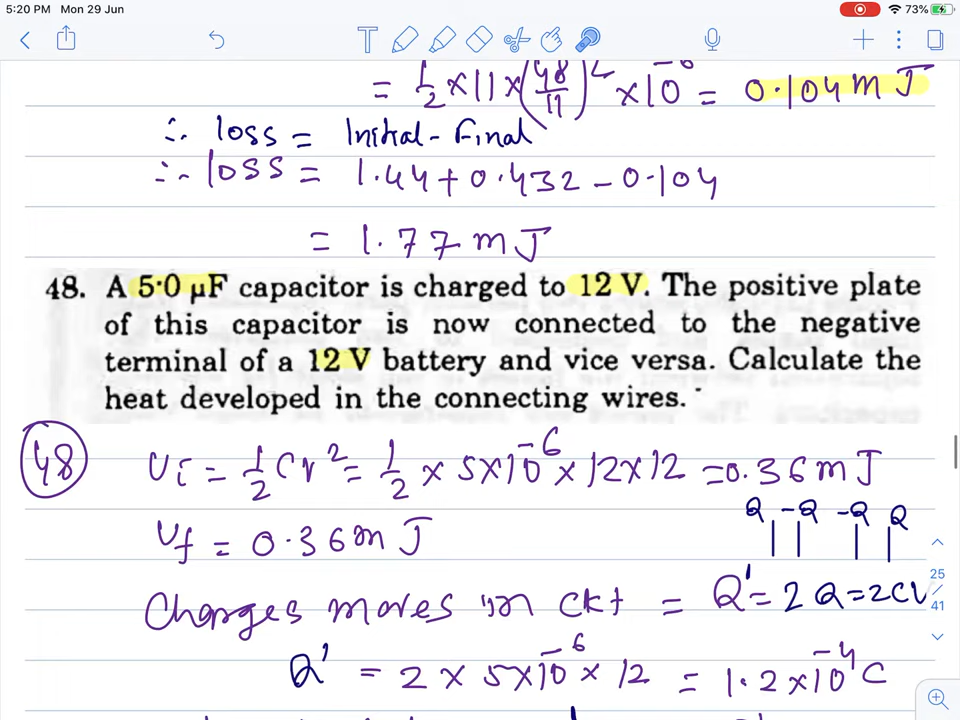 5:20 PM Mon 29 Jun 73%
= 1/2 × 11 × (48/11)² × 10⁻⁶ = 0.104 m J
∴ loss = Initial - Final
∴ loss = 1.44 + 0.432 - 0.104
= 1.77 m J
48. A 5·0 μF capacitor is charged to 12 V. The positive plate
of this capacitor is now connected to the negative
terminal of a 12 V battery and vice versa. Calculate the
heat developed in the connecting wires.
48 Ui = 1/2 CV² = 1/2 × 5×10⁻⁶ × 12×12 = 0.36 m J
Q -Q -Q Q
Uf = 0.36 m J
Charges moves in ckt = Q' = 2Q = 2CV
25
41
Q' = 2 × 5×10⁻⁶ × 12 = 1.2×10⁻⁴ C